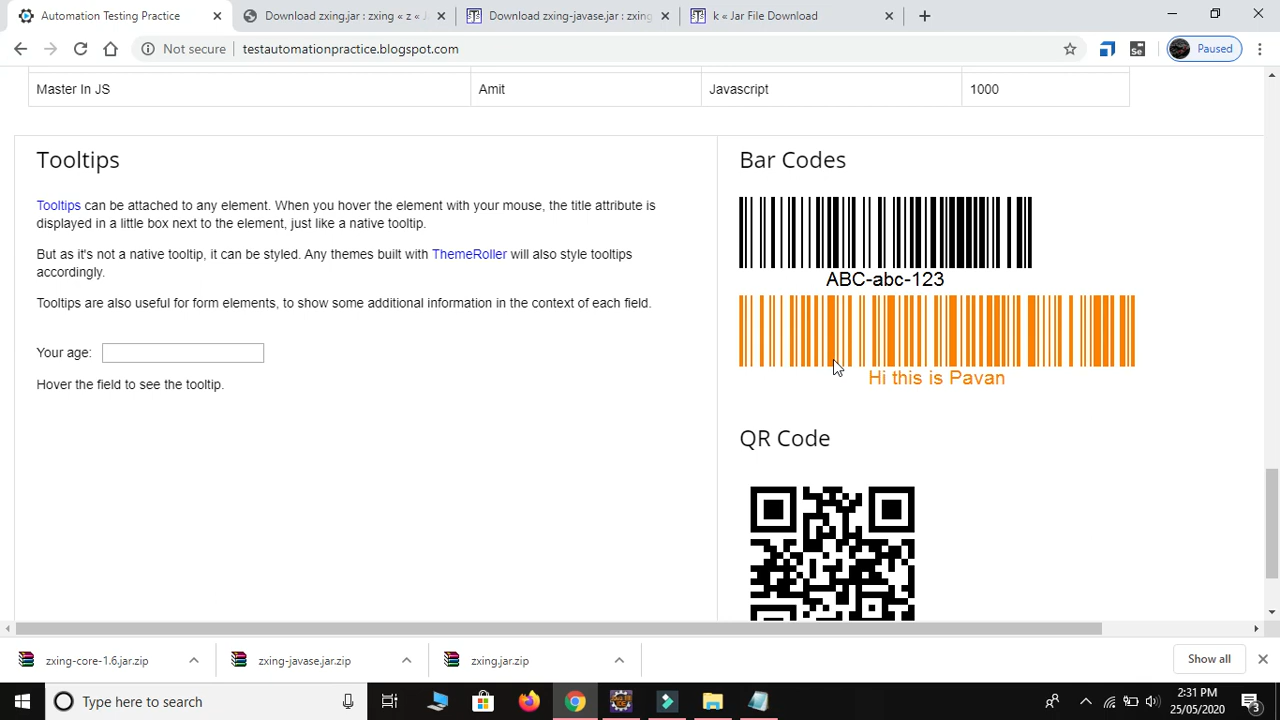 Automation Testing Practice
Download zxing.jar : zxing « z « J
Download zxing-javase.jar : zxing
k « Jar File Download
Not secure
testautomationpractice.blogspot.com
Se
Paused
Master In JS
Amit
Javascript
1000
Tooltips
Tooltips can be attached to any element. When you hover the element with your mouse, the title attribute is
displayed in a little box next to the element, just like a native tooltip.
But as it's not a native tooltip, it can be styled. Any themes built with ThemeRoller will also style tooltips
accordingly.
Tooltips are also useful for form elements, to show some additional information in the context of each field.
Your age:
Hover the field to see the tooltip.
Bar Codes
ABC-abc-123
Hi this is Pavan
QR Code
zxing-core-1.6.jar.zip
zxing-javase.jar.zip
zxing.jar.zip
Show all
Type here to search
2:31 PM
25/05/2020
3